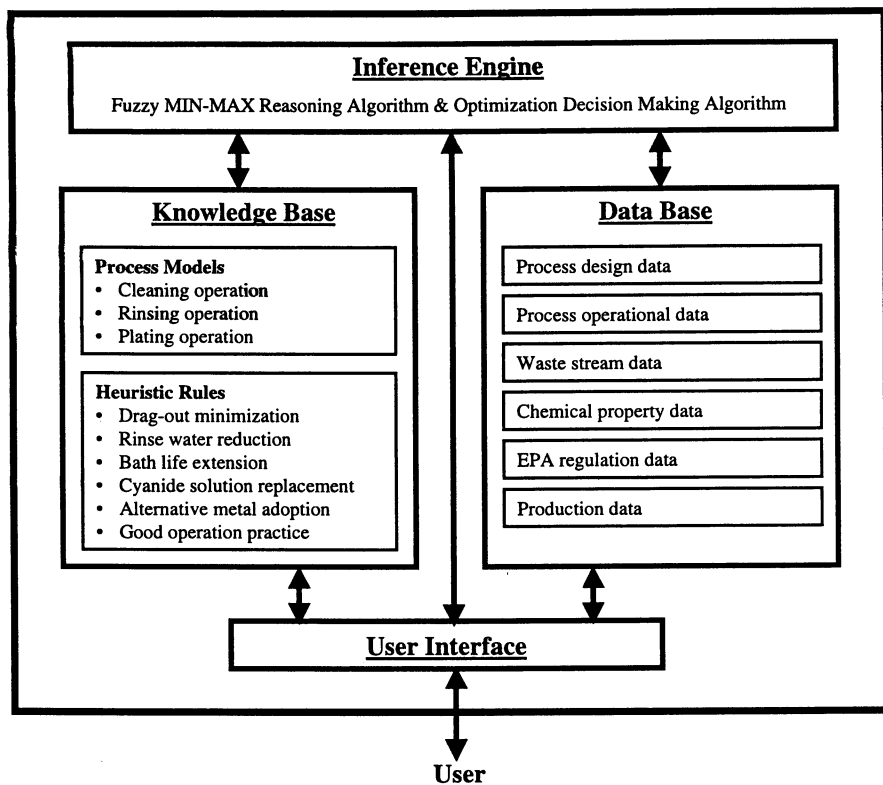 Inference Engine
Fuzzy MIN-MAX Reasoning Algorithm & Optimization Decision Making Algorithm
Knowledge Base
Process Models
• Cleaning operation
• Rinsing operation
• Plating operation
Heuristic Rules
• Drag-out minimization
• Rinse water reduction
• Bath life extension
• Cyanide solution replacement
• Alternative metal adoption
• Good operation practice
Data Base
Process design data
Process operational data
Waste stream data
Chemical property data
EPA regulation data
Production data
User Interface
User